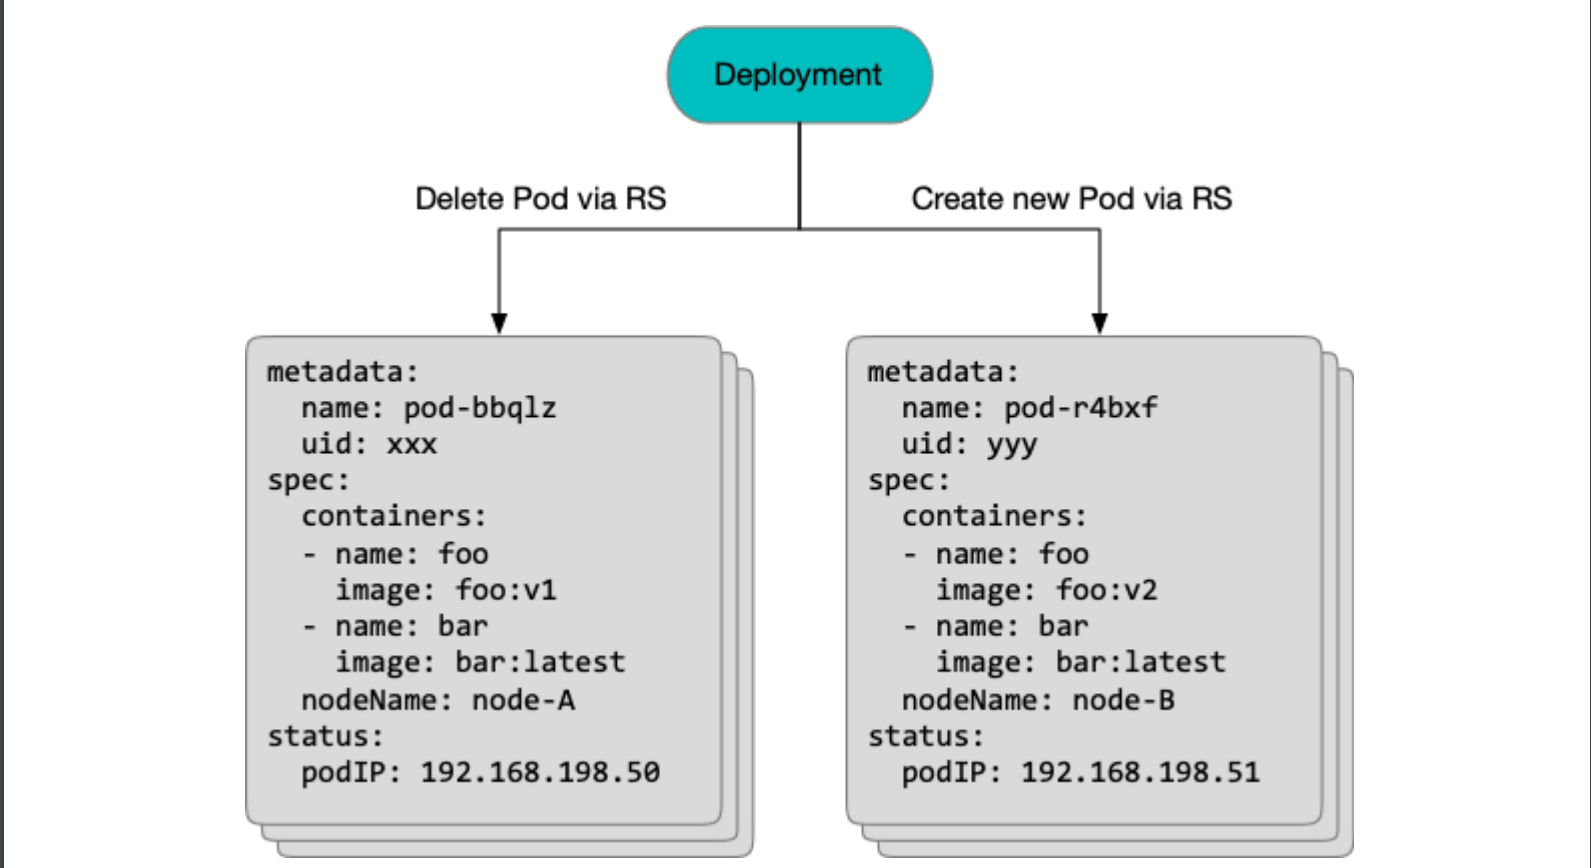 Deployment
Delete Pod via RS
Create new Pod via RS
metadata:
  name: pod-bbqlz
  uid: xxx
spec:
  containers:
  - name: foo
    image: foo:v1
  - name: bar
    image: bar:latest
  nodeName: node-A
status:
  podIP: 192.168.198.50
metadata:
  name: pod-r4bxf
  uid: yyy
spec:
  containers:
  - name: foo
    image: foo:v2
  - name: bar
    image: bar:latest
  nodeName: node-B
status:
  podIP: 192.168.198.51